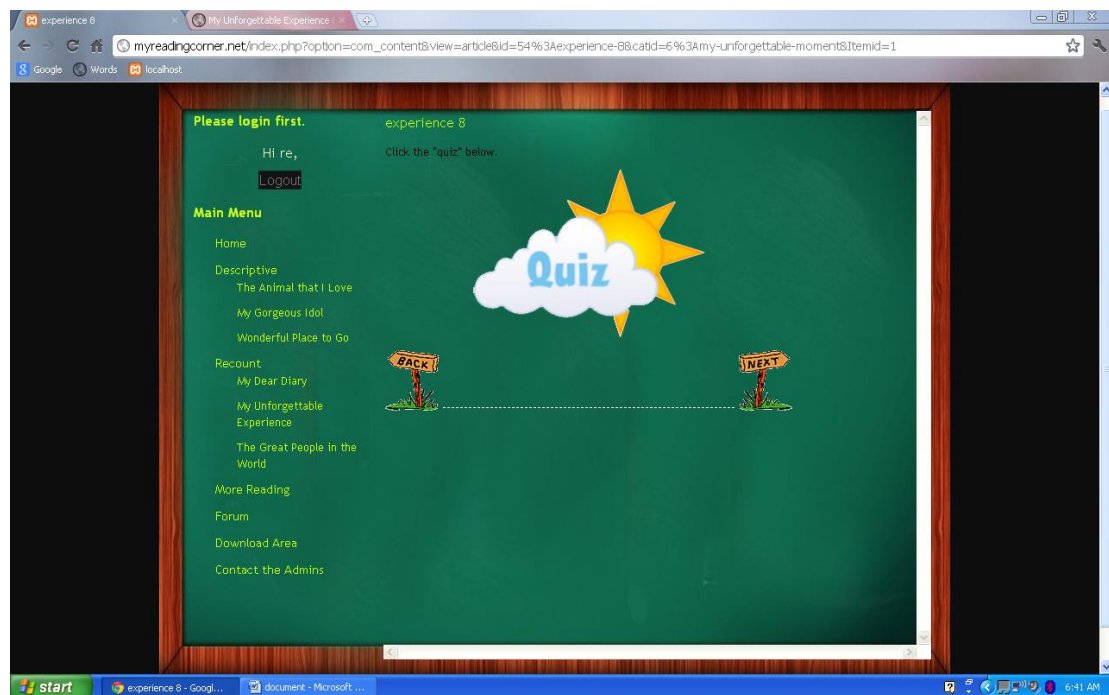 experience 8
My Unforgettable Experience
myreadingcorner.net/index.php?option=com_content&view=article&id=54%3Aexperience-8&catid=6%3Amy-unforgettable-moment&Itemid=1
Google Words localhost
Please login first.
Hi re,
Logout
Main Menu
Home
Descriptive
The Animal that I Love
My Gorgeous Idol
Wonderful Place to Go
Recount
My Dear Diary
My Unforgettable
Experience
The Great People in the
World
More Reading
Forum
Download Area
Contact the Admins
experience 8
Click the "quiz" below.
Quiz
BACK
NEXT
start
experience 8 - Googl...
document - Microsoft ...
6:41 AM